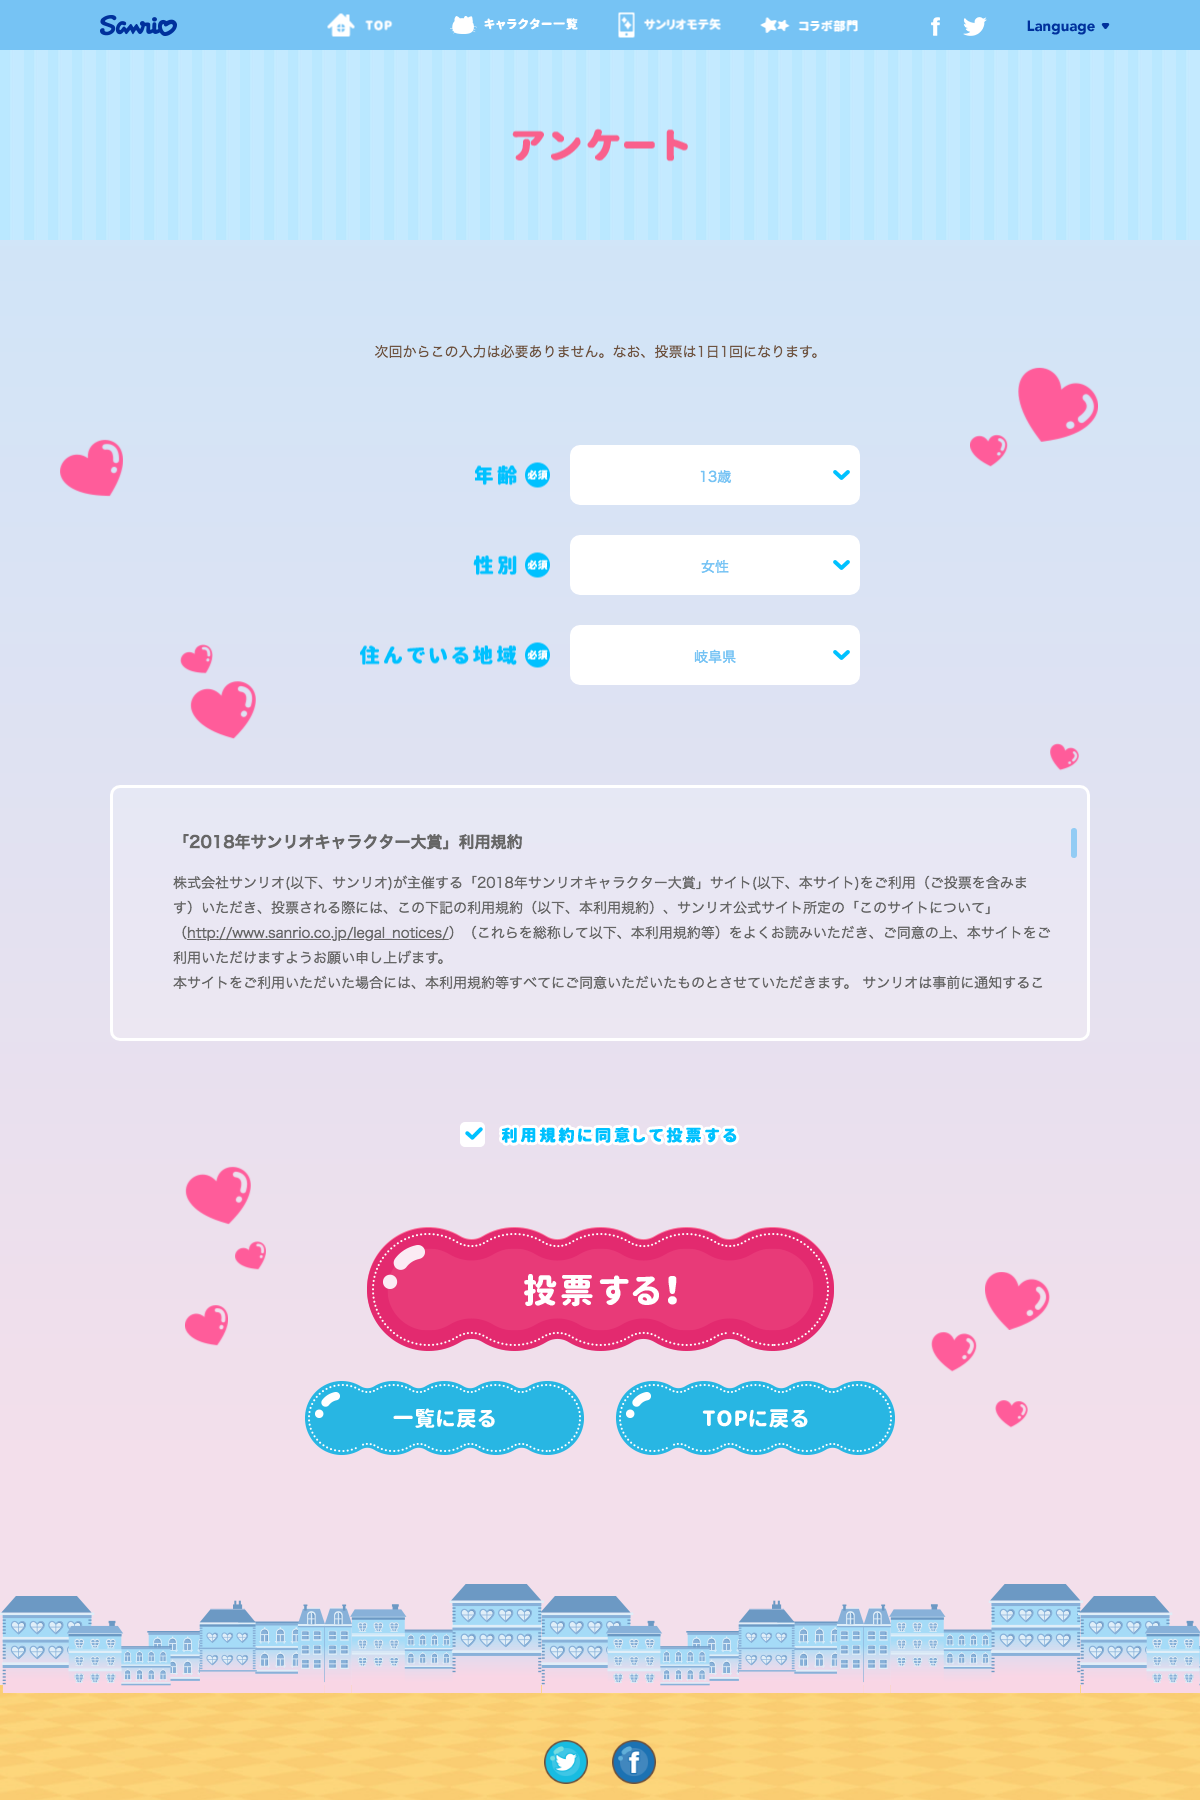 Sanrio
TOP
キャラクター一覧
サンリオモテ矢
コラボ部門
f
Language
アンケート
次回からこの入力は必要ありません。なお、投票は1日1回になります。
年齢 必須 13歳
性別 必須 女性
住んでいる地域 必須 岐阜県
「2018年サンリオキャラクター大賞」利用規約
株式会社サンリオ(以下、サンリオ)が主催する「2018年サンリオキャラクター大賞」サイト(以下、本サイト)をご利用（ご投票を含みま
す）いただき、投票される際には、この下記の利用規約（以下、本利用規約）、サンリオ公式サイト所定の「このサイトについて」
（http://www.sanrio.co.jp/legal_notices/）（これらを総称して以下、本利用規約等）をよくお読みいただき、ご同意の上、本サイトをご
利用いただけますようお願い申し上げます。
本サイトをご利用いただいた場合には、本利用規約等すべてにご同意いただいたものとさせていただきます。 サンリオは事前に通知するこ
利用規約に同意して投票する
投票する!
一覧に戻る
TOPに戻る
f